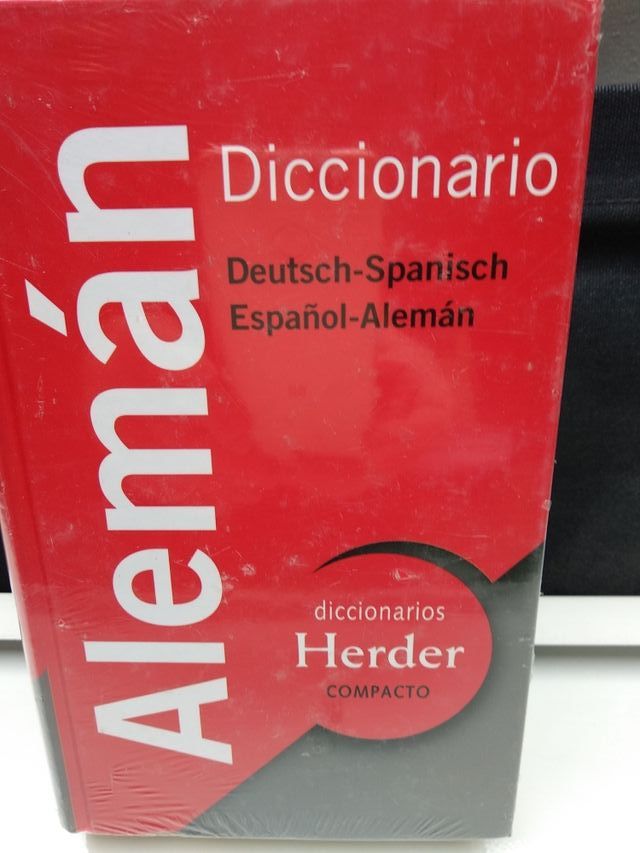 Alemán
Diccionario
Deutsch-Spanisch
Español-Alemán
diccionarios
Herder
COMPACTO